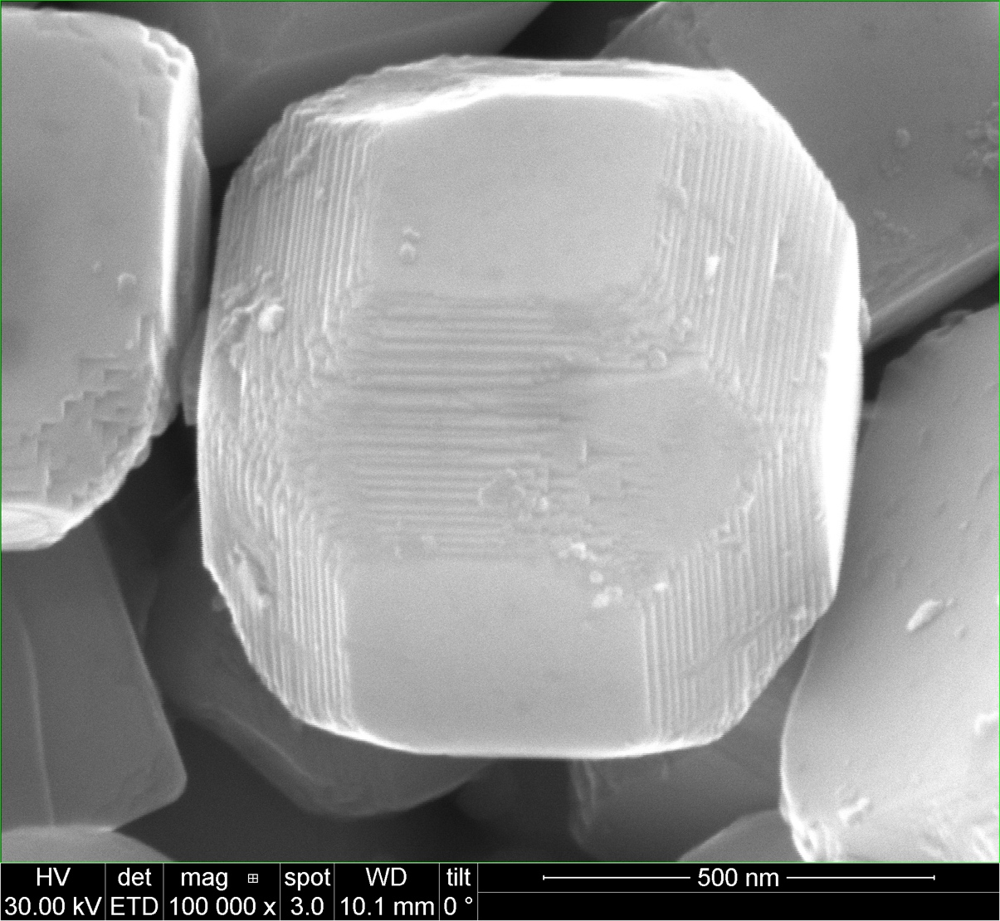 HV det mag ⊞ spot WD tilt 500 nm
30.00 kV ETD 100 000 x 3.0 10.1 mm 0 °